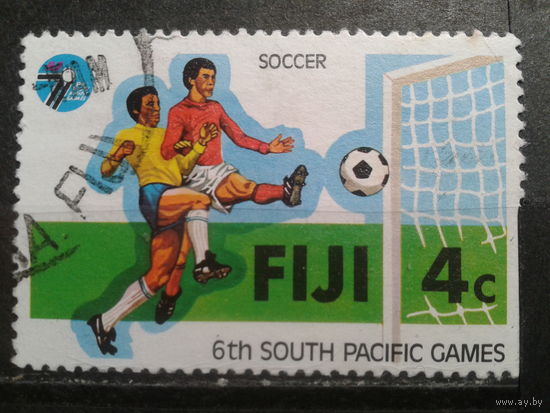 SOCCER
FIJI 4c
6th SOUTH PACIFIC GAMES
www.ay.by